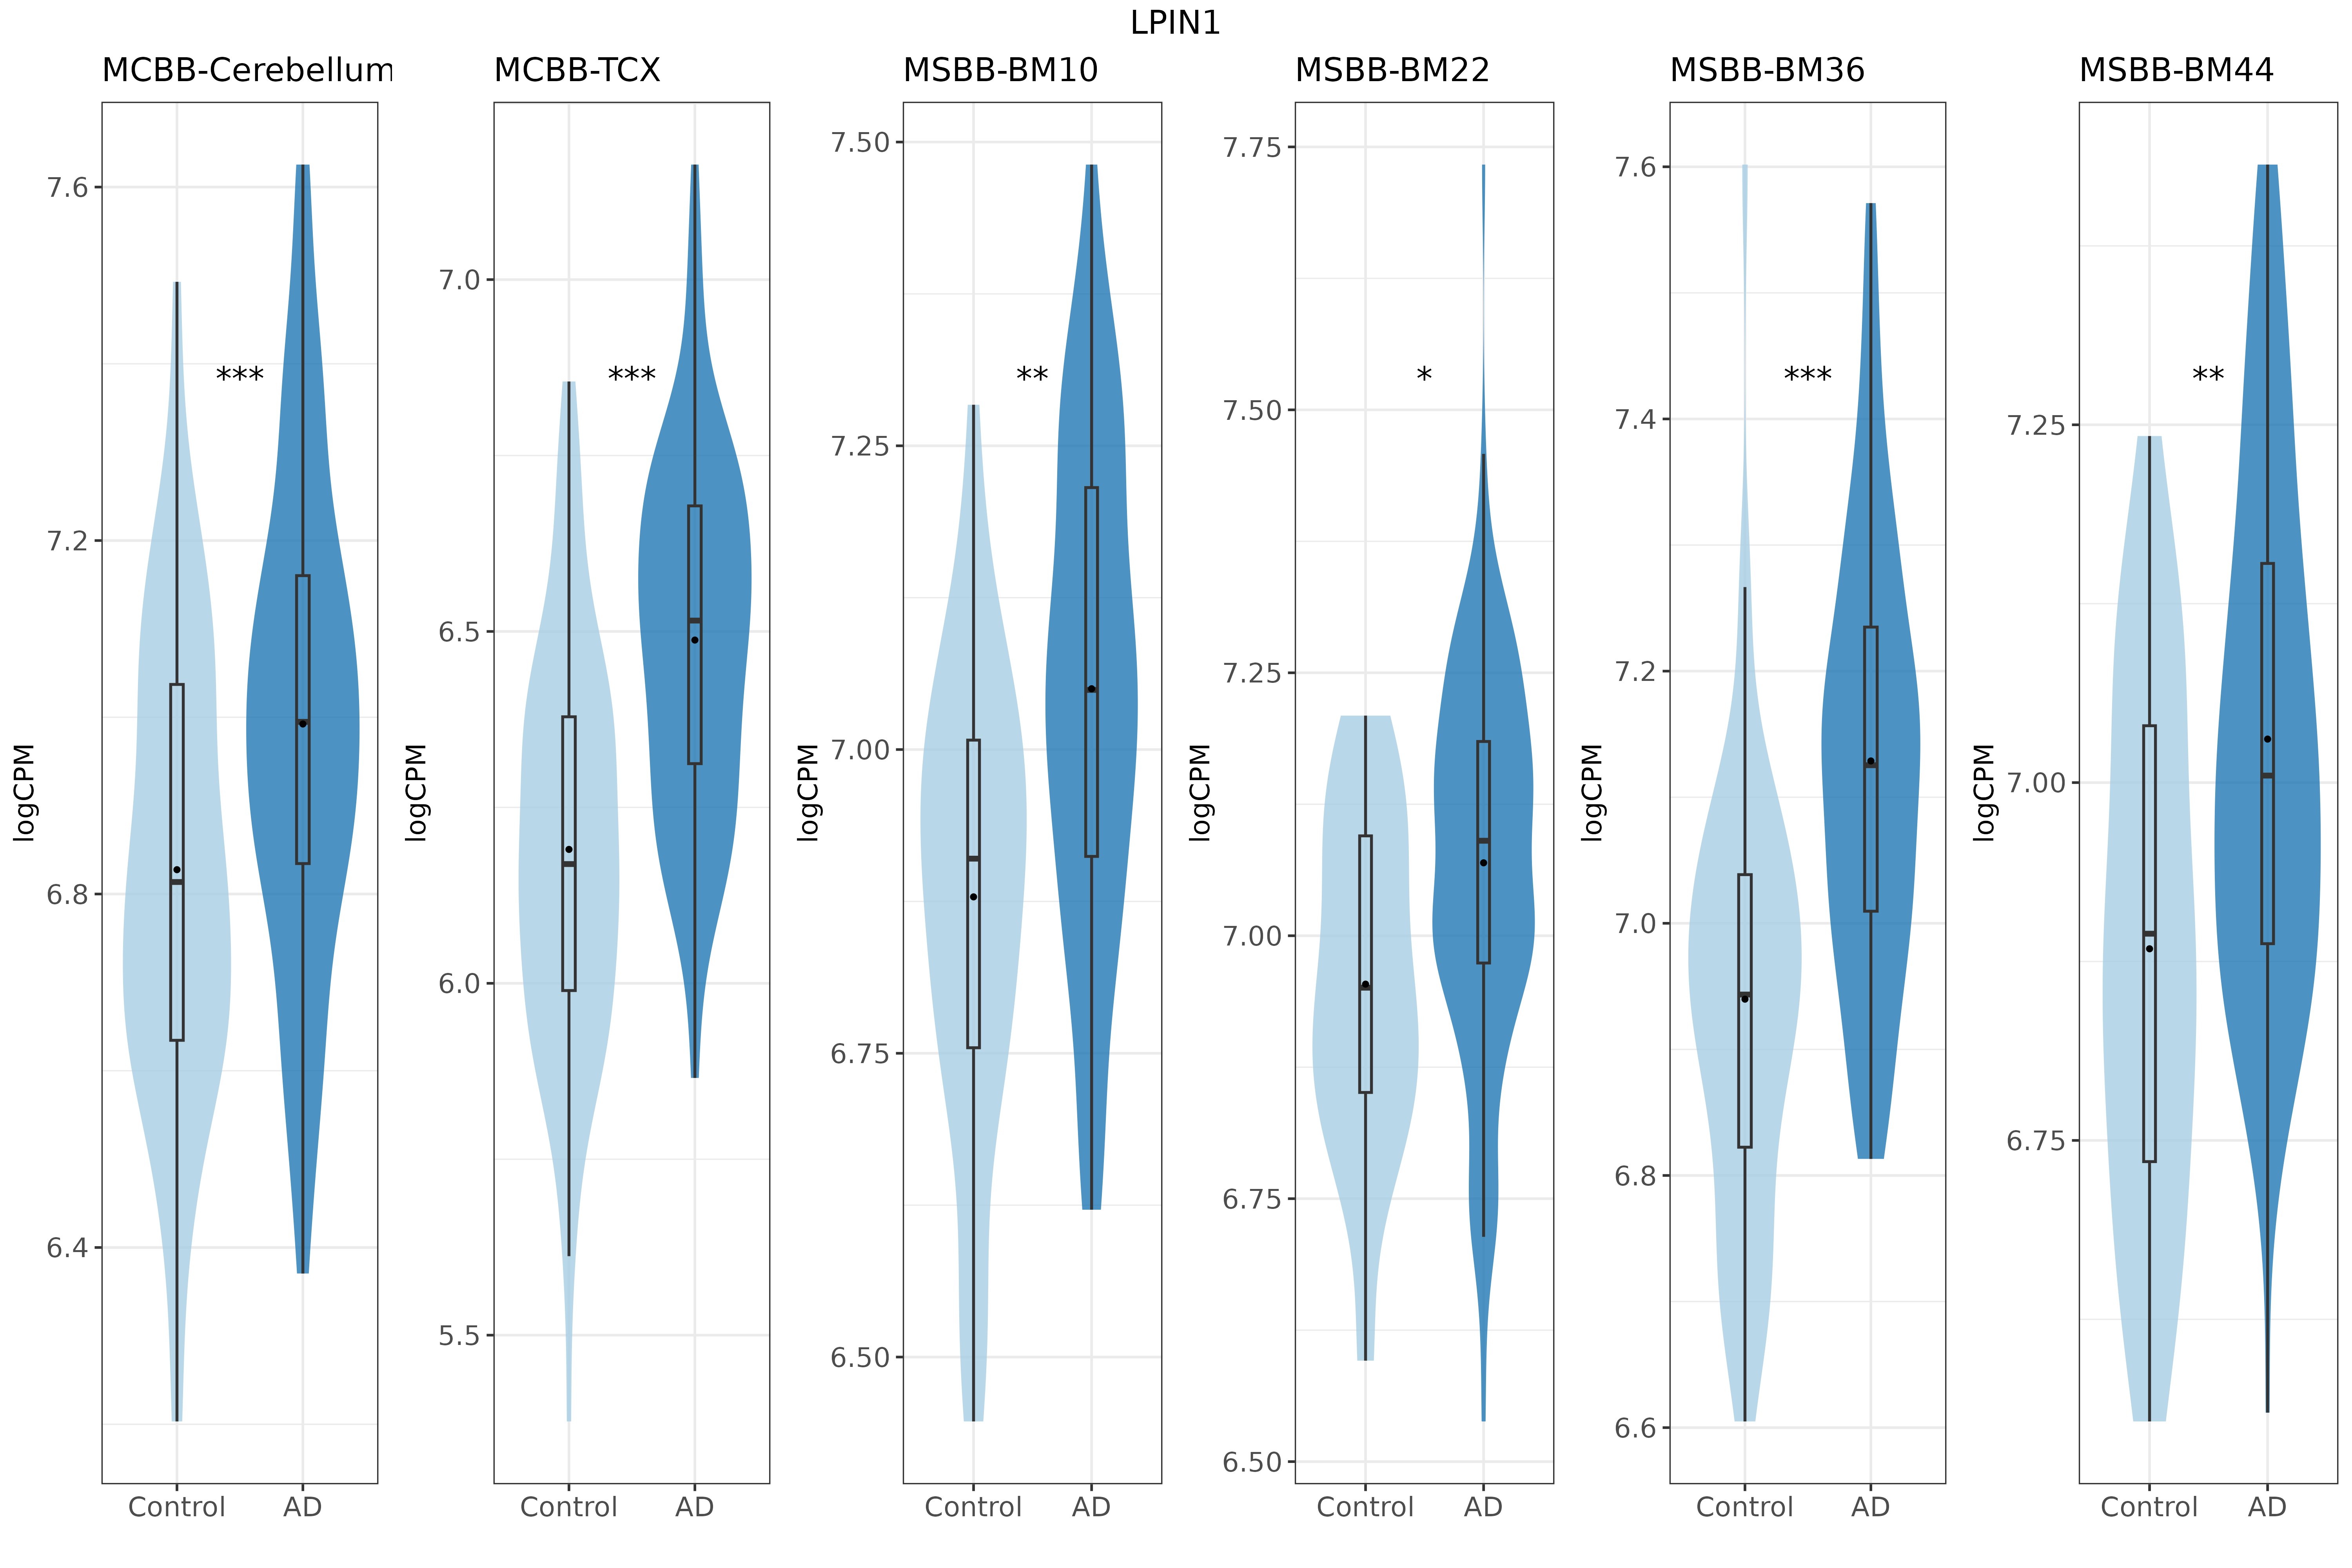 LPIN1
MCBB-Cerebellum
logCPM
7.6
7.2
6.8
6.4
***
Control AD
MCBB-TCX
logCPM
7.0
6.5
6.0
5.5
***
Control AD
MSBB-BM10
logCPM
7.50
7.25
7.00
6.75
6.50
**
Control AD
MSBB-BM22
logCPM
7.75
7.50
7.25
7.00
6.75
6.50
*
Control AD
MSBB-BM36
logCPM
7.6
7.4
7.2
7.0
6.8
6.6
***
Control AD
MSBB-BM44
logCPM
7.25
7.00
6.75
**
Control AD